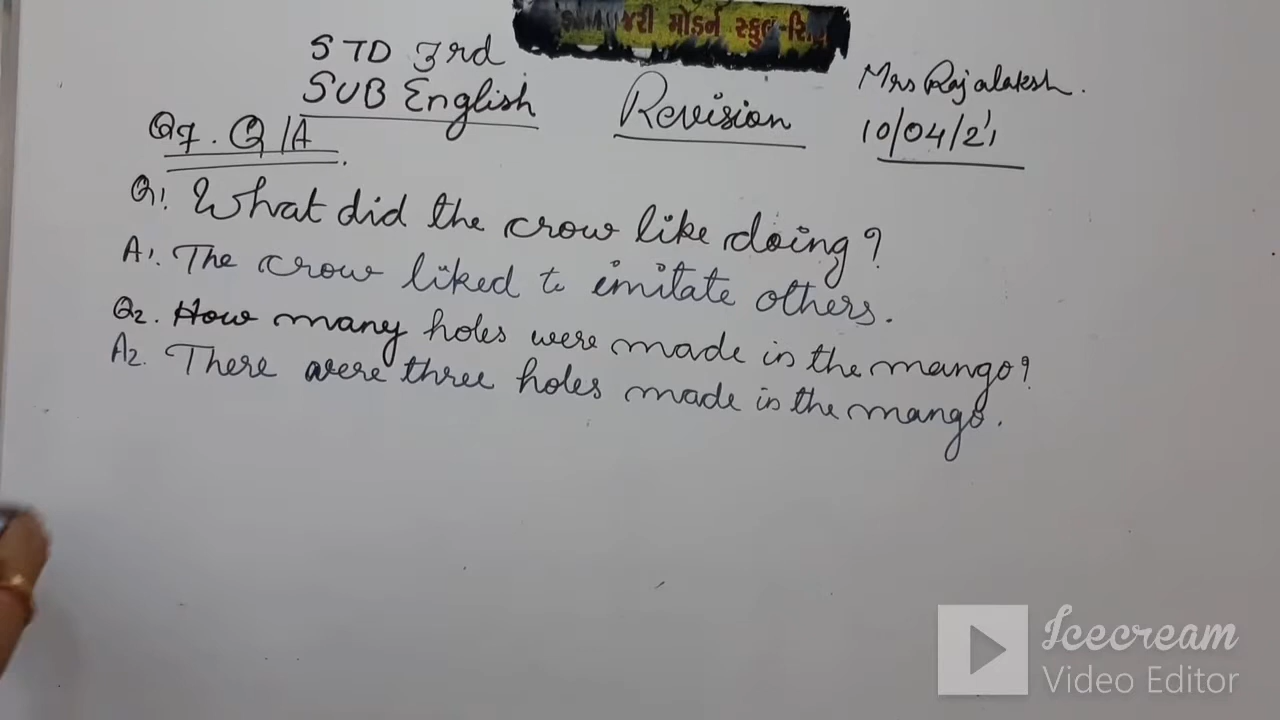 જરી મોડર્ન સ્કુલ
STD 3rd
SUB English
Revision
Mrs Rajalaksh.
10/04/21
Q7. Q/A
Q1. What did the crow like doing?
A1. The crow liked to imitate others.
Q2. How many holes were made in the mango?
A2. There were three holes made in the mango.
Icecream
Video Editor